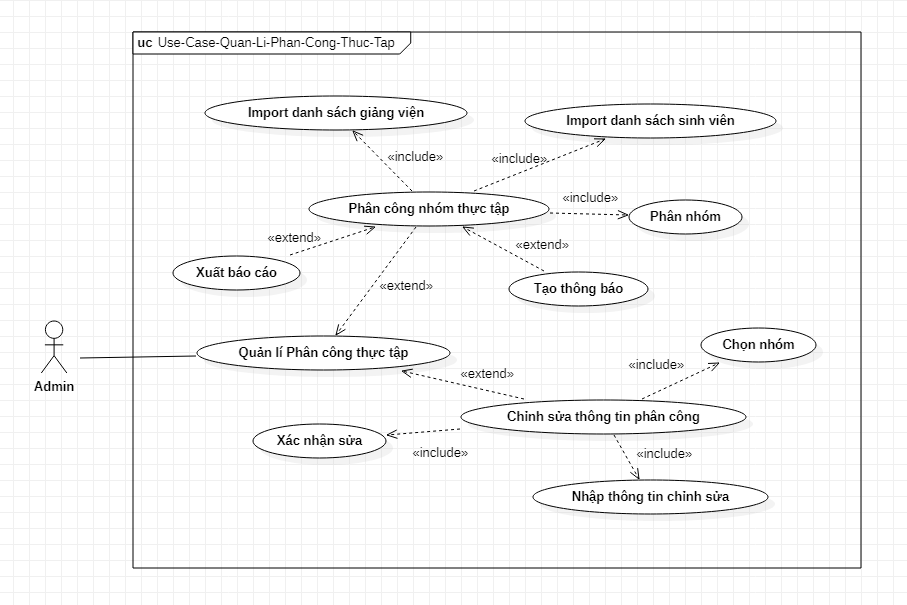 uc Use-Case-Quan-Li-Phan-Cong-Thuc-Tap
Import danh sách giảng viên
Import danh sách sinh viên
«include»
«include»
«include»
Phân công nhóm thực tập
Phân nhóm
«extend»
«extend»
Xuất báo cáo
«extend»
Tạo thông báo
Quản lí Phân công thực tập
Chọn nhóm
Admin
«include»
«extend»
Chỉnh sửa thông tin phân công
Xác nhận sửa
«include»
«include»
Nhập thông tin chỉnh sửa